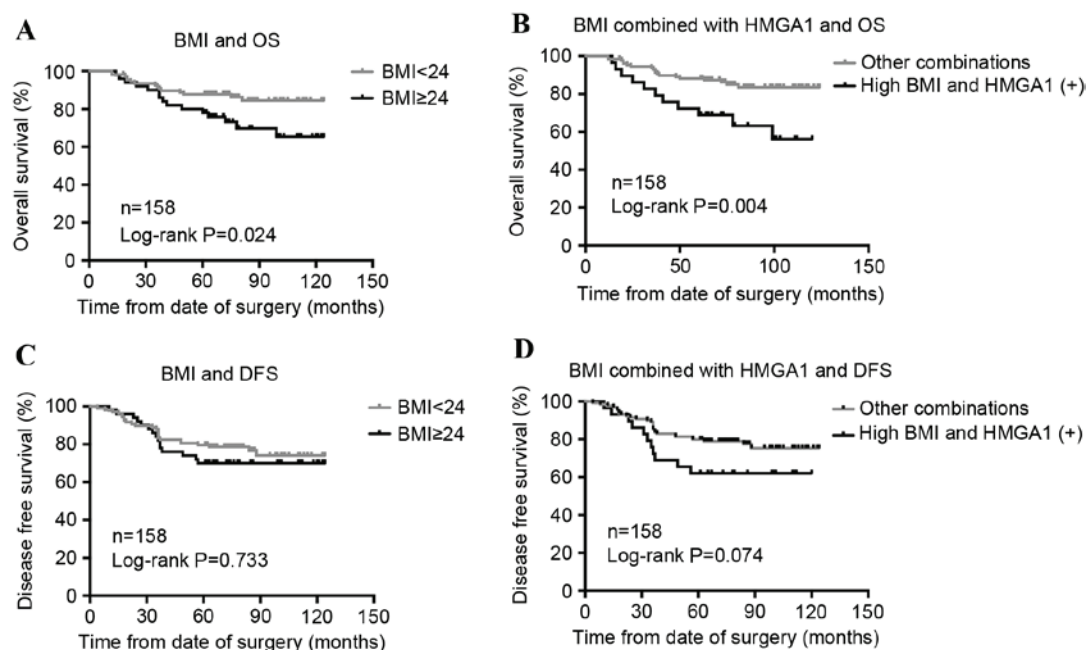 A
BMI and OS
Overall survival (%)
100
80
60
40
20
0
BMI<24
BMI≥24
n=158
Log-rank P=0.024
0 30 60 90 120 150
Time from date of surgery (months)
B
BMI combined with HMGA1 and OS
Overall survival (%)
100
80
60
40
20
0
Other combinations
High BMI and HMGA1 (+)
n=158
Log-rank P=0.004
0 50 100 150
Time from date of surgery (months)
C
BMI and DFS
Disease free survival (%)
100
80
60
40
20
0
BMI<24
BMI≥24
n=158
Log-rank P=0.733
0 30 60 90 120 150
Time from date of surgery (months)
D
BMI combined with HMGA1 and DFS
Disease free survival (%)
100
80
60
40
20
0
Other combinations
High BMI and HMGA1 (+)
n=158
Log-rank P=0.074
0 30 60 90 120 150
Time from date of surgery (months)